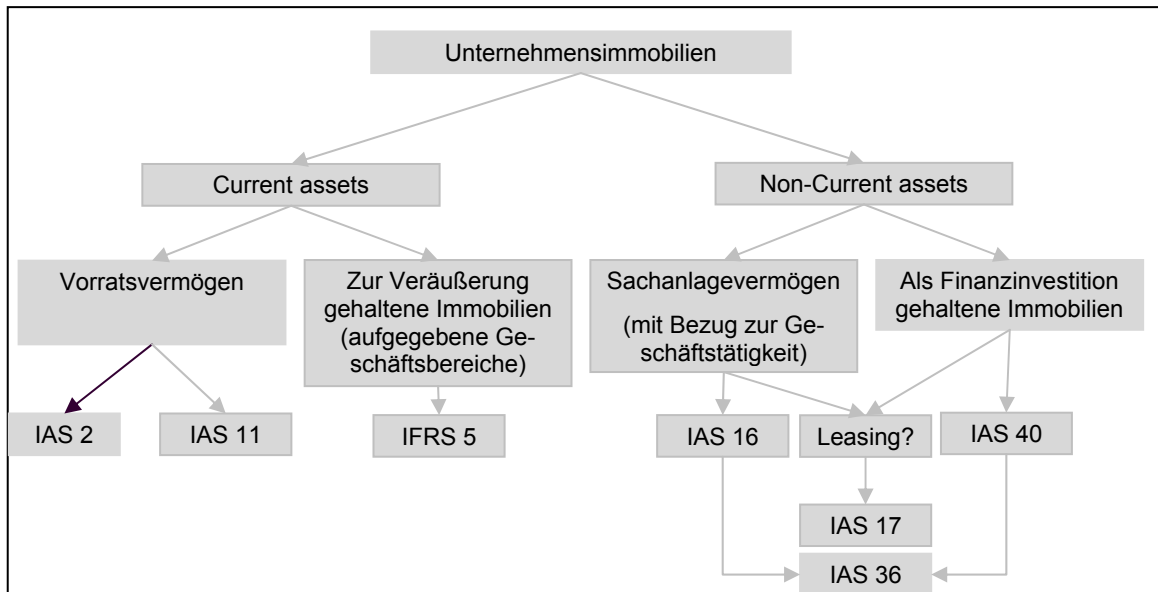 Unternehmensimmobilien
Current assets
Non-Current assets
Vorratsvermögen
Zur Veräußerung
gehaltene Immobilien
(aufgegebene Ge-
schäftsbereiche)
Sachanlagevermögen
(mit Bezug zur Ge-
schäftstätigkeit)
Als Finanzinvestition
gehaltene Immobilien
IAS 2
IAS 11
IFRS 5
IAS 16
Leasing?
IAS 40
IAS 17
IAS 36